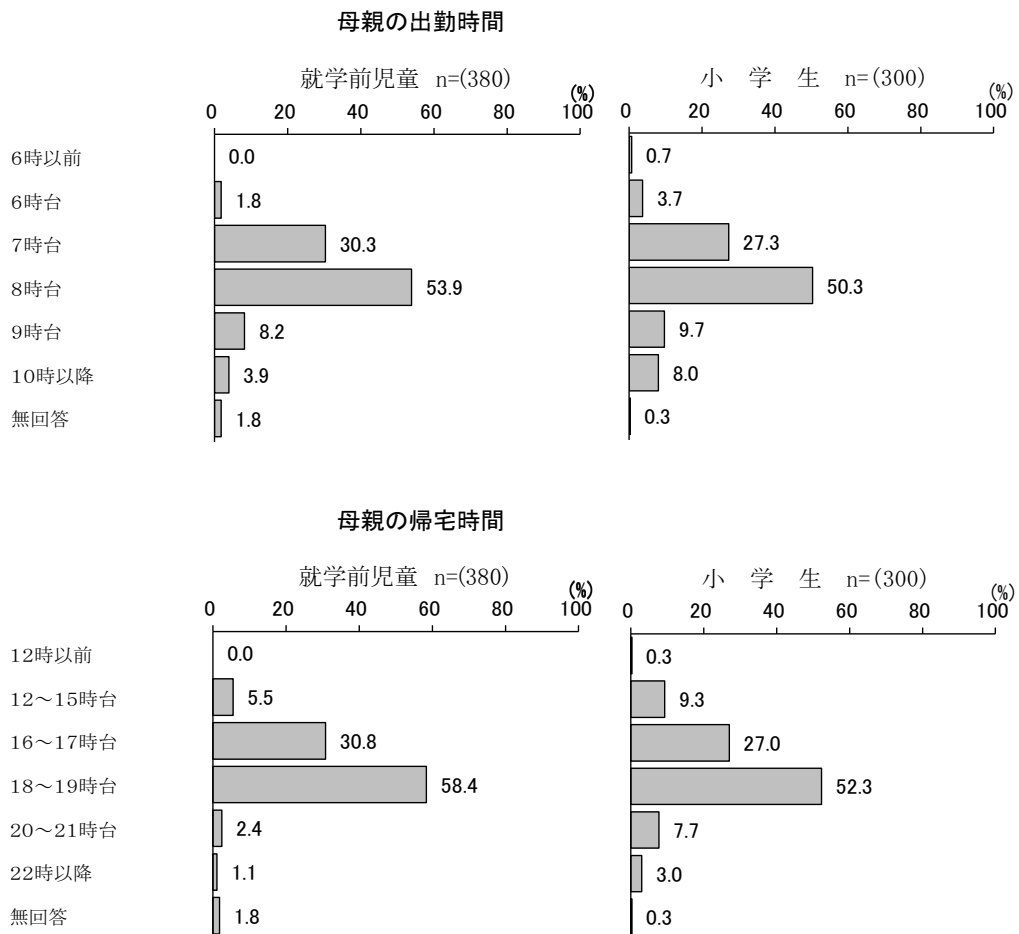 母親の出勤時間
就学前児童 n=(380)
(%)
0 20 40 60 80 100
小 学 生 n=(300)
(%)
0 20 40 60 80 100
6時以前 0.0 0.7
6時台 1.8 3.7
7時台 30.3 27.3
8時台 53.9 50.3
9時台 8.2 9.7
10時以降 3.9 8.0
無回答 1.8 0.3
母親の帰宅時間
就学前児童 n=(380)
(%)
0 20 40 60 80 100
小 学 生 n=(300)
(%)
0 20 40 60 80 100
12時以前 0.0 0.3
12～15時台 5.5 9.3
16～17時台 30.8 27.0
18～19時台 58.4 52.3
20～21時台 2.4 7.7
22時以降 1.1 3.0
無回答 1.8 0.3